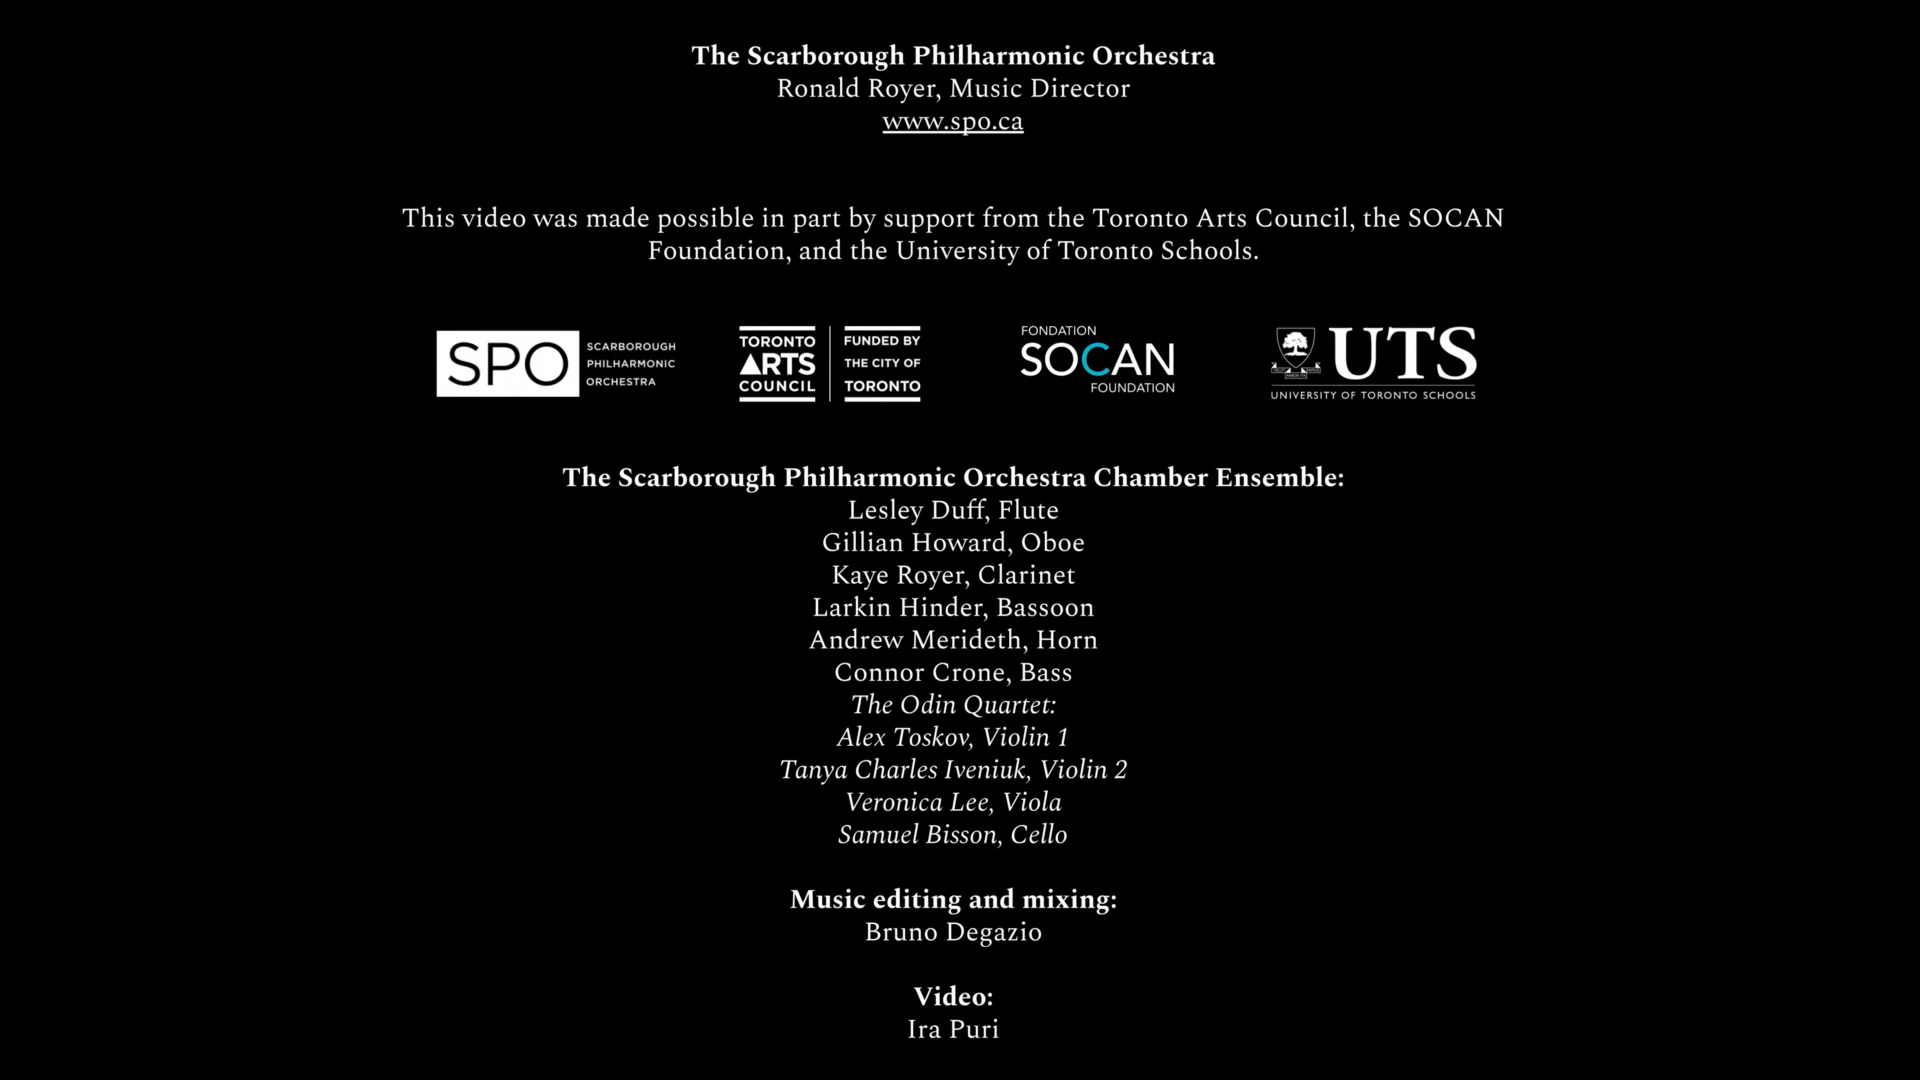 The Scarborough Philharmonic Orchestra
Ronald Royer, Music Director
www.spo.ca
This video was made possible in part by support from the Toronto Arts Council, the SOCAN
Foundation, and the University of Toronto Schools.
SPO
SCARBOROUGH
PHILHARMONIC
ORCHESTRA
TORONTO
ARTS
COUNCIL
FUNDED BY
THE CITY OF
TORONTO
FONDATION
SOCAN
FOUNDATION
UTS
UNIVERSITY OF TORONTO SCHOOLS
The Scarborough Philharmonic Orchestra Chamber Ensemble:
Lesley Duff, Flute
Gillian Howard, Oboe
Kaye Royer, Clarinet
Larkin Hinder, Bassoon
Andrew Merideth, Horn
Connor Crone, Bass
The Odin Quartet:
Alex Toskov, Violin 1
Tanya Charles Iveniuk, Violin 2
Veronica Lee, Viola
Samuel Bisson, Cello
Music editing and mixing:
Bruno Degazio
Video:
Ira Puri